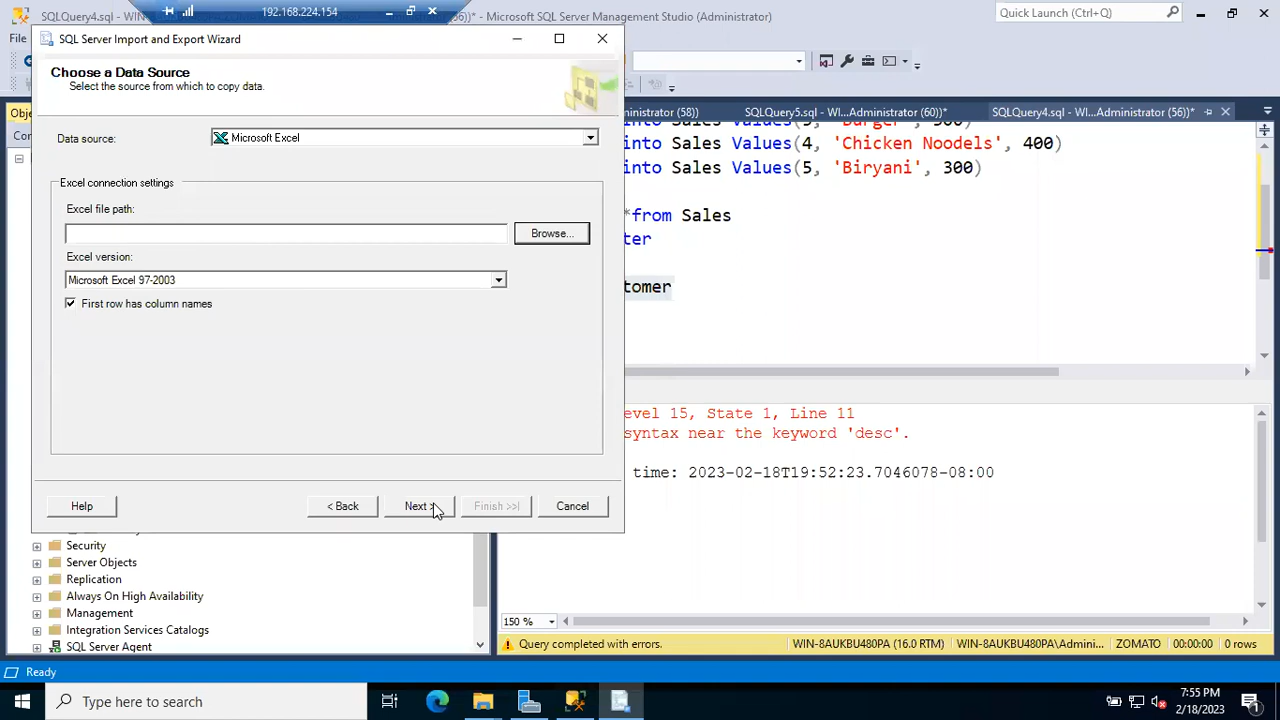 SQLQuery4.sql - WIN-
192.168.224.154
(56))* - Microsoft SQL Server Management Studio (Administrator)
Quick Launch (Ctrl+Q)
SQL Server Import and Export Wizard
Choose a Data Source
Select the source from which to copy data.
Data source:
Microsoft Excel
Excel connection settings
Excel file path:
Browse...
Excel version:
Microsoft Excel 97-2003
First row has column names
Help
< Back
Next >
Finish >>|
Cancel
ministrator (58))
SQLQuery5.sql - WI...Administrator (60))*
SQLQuery4.sql - WI...Administrator (56))*
into Sales Values(4, 'Chicken Noodels', 400)
into Sales Values(5, 'Biryani', 300)
*from Sales
ter
tomer
evel 15, State 1, Line 11
syntax near the keyword 'desc'.
time: 2023-02-18T19:52:23.7046078-08:00
Security
Server Objects
Replication
Always On High Availability
Management
Integration Services Catalogs
SQL Server Agent
150 %
Query completed with errors.
WIN-8AUKBU480PA (16.0 RTM)
WIN-8AUKBU480PA\Admini...
ZOMATO
00:00:00
0 rows
Ready
Type here to search
7:55 PM
2/18/2023
1